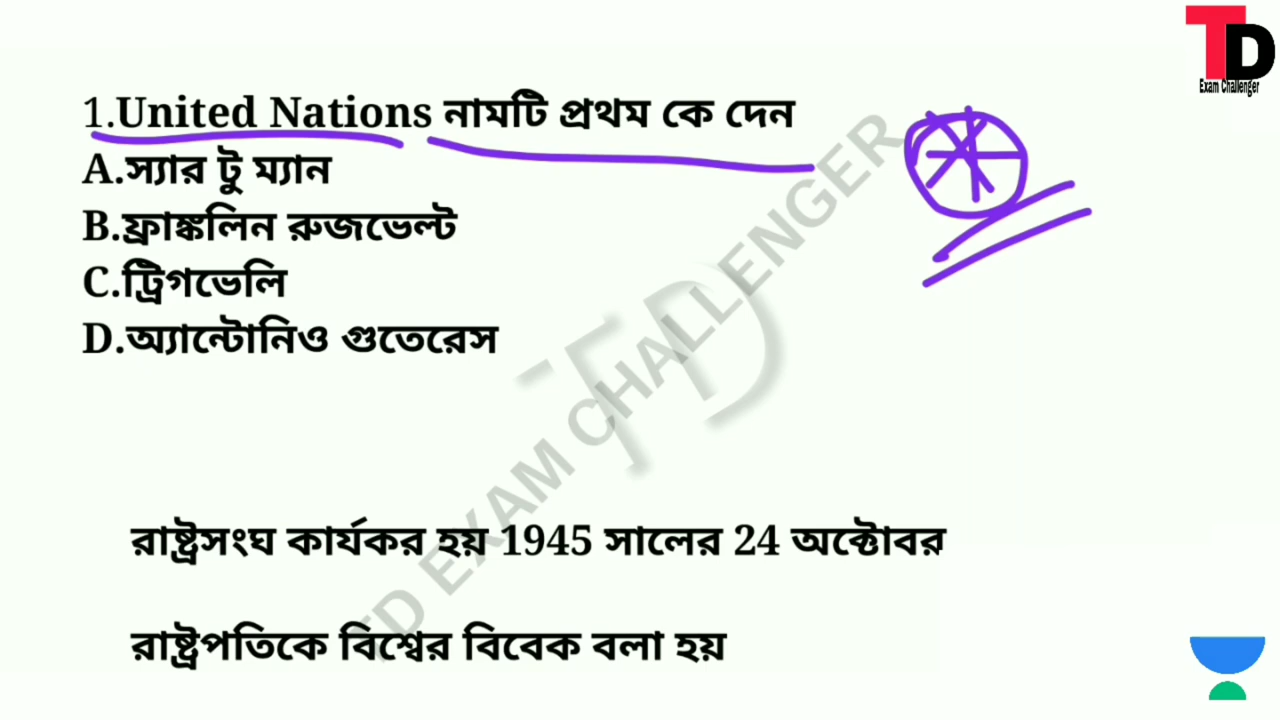 TD
Exam Challenger
1.United Nations নামটি প্রথম কে দেন
A.স্যার টু ম্যান
B.ফ্রাঙ্কলিন রুজভেল্ট
C.ট্রিগভেলি
D.অ্যান্টোনিও গুতেরেস
TD
TD EXAM CHALLENGER
রাষ্ট্রসংঘ কার্যকর হয় 1945 সালের 24 অক্টোবর
রাষ্ট্রপতিকে বিশ্বের বিবেক বলা হয়